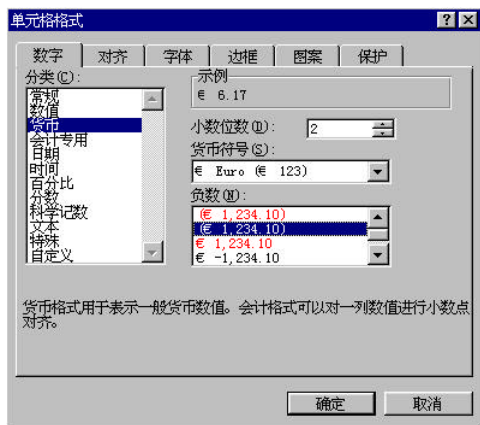 单元格格式
数字 对齐 字体 边框 图案 保护
分类(C):
常规
数值
货币
会计专用
日期
时间
百分比
分数
科学记数
文本
特殊
自定义
示例
€ 6.17
小数位数(D): 2
货币符号(S):
€ Euro (€ 123)
负数(N):
(€ 1,234.10)
(€ 1,234.10)
€ 1,234.10
€ -1,234.10
货币格式用于表示一般货币数值。会计格式可以对一列数值进行小数点
对齐。
确定 取消